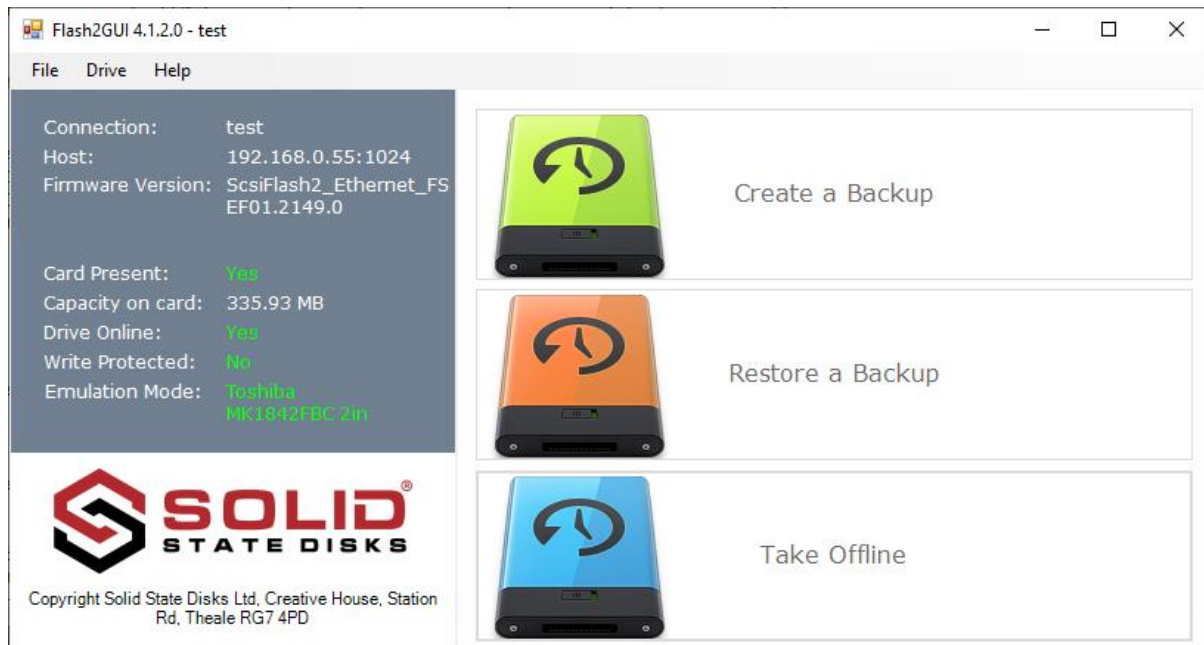 Flash2GUI 4.1.2.0 - test
File Drive Help
Connection: test
Host: 192.168.0.55:1024
Firmware Version: ScsiFlash2_Ethernet_FS
EF01.2149.0
Card Present: Yes
Capacity on card: 335.93 MB
Drive Online: Yes
Write Protected: No
Emulation Mode: Toshiba
MK1842FBC 2in
SOLID®
STATE DISKS
Copyright Solid State Disks Ltd, Creative House, Station
Rd, Theale RG7 4PD
Create a Backup
Restore a Backup
Take Offline